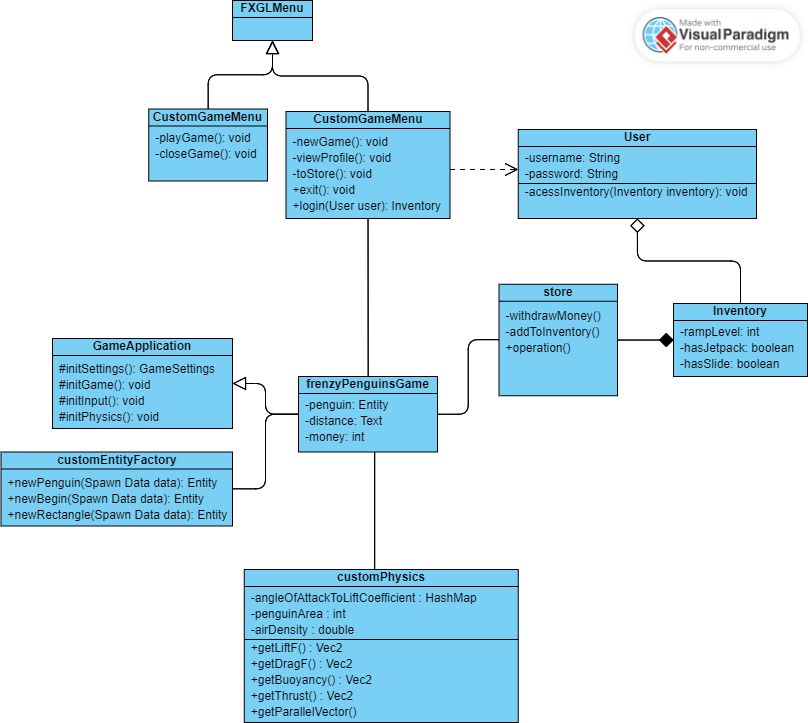 FXGLMenu
Made with
VisualParadigm
For non-commercial use
CustomGameMenu
-playGame(): void
-closeGame(): void
CustomGameMenu
-newGame(): void
-viewProfile(): void
-toStore(): void
+exit(): void
+login(User user): Inventory
User
-username: String
-password: String
-acessInventory(Inventory inventory): void
store
-withdrawMoney()
-addToInventory()
+operation()
Inventory
-rampLevel: int
-hasJetpack: boolean
-hasSlide: boolean
GameApplication
#initSettings(): GameSettings
#initGame(): void
#initInput(): void
#initPhysics(): void
frenzyPenguinsGame
-penguin: Entity
-distance: Text
-money: int
customEntityFactory
+newPenguin(Spawn Data data): Entity
+newBegin(Spawn Data data): Entity
+newRectangle(Spawn Data data): Entity
customPhysics
-angleOfAttackToLiftCoefficient : HashMap
-penguinArea : int
-airDensity : double
+getLiftF() : Vec2
+getDragF() : Vec2
+getBuoyancy() : Vec2
+getThrust() : Vec2
+getParallelVector()